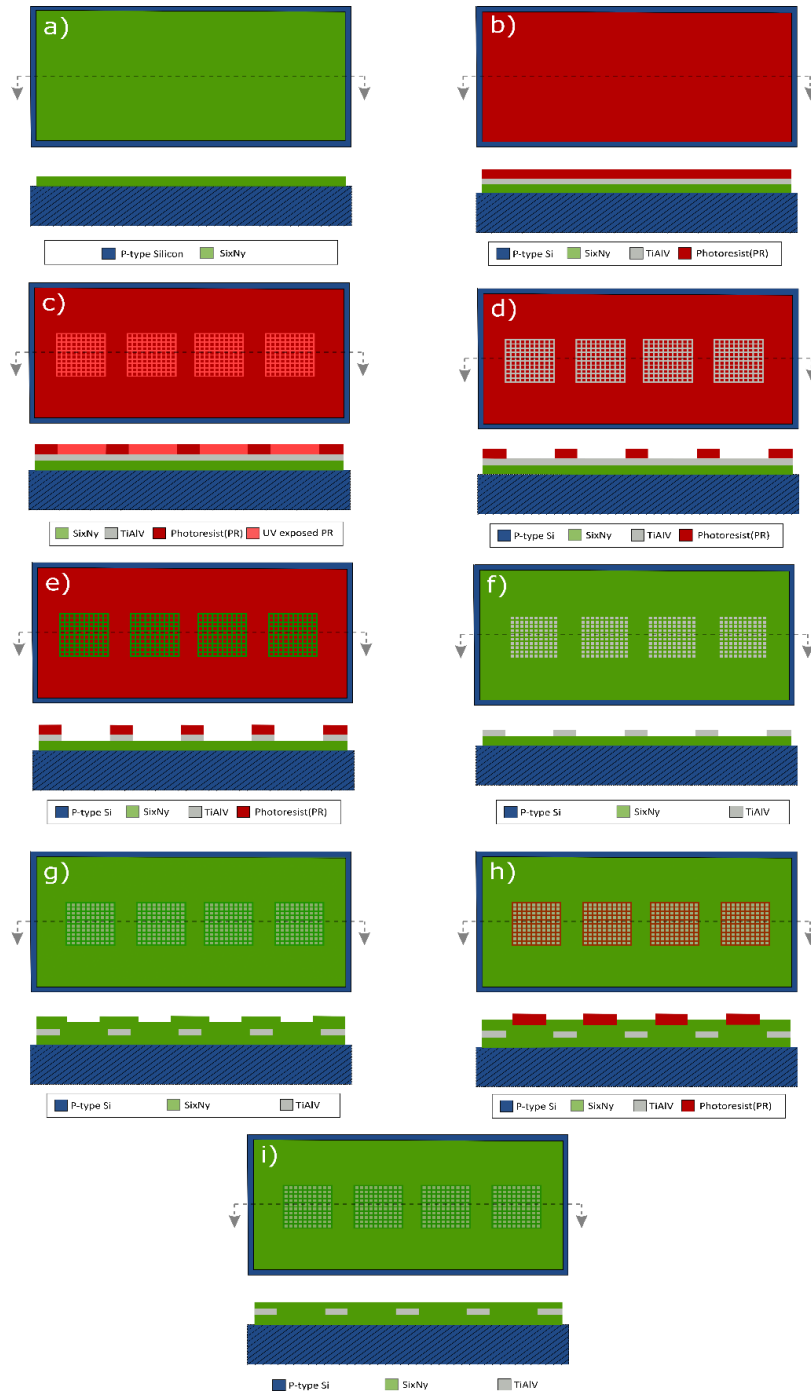 a)
P-type Silicon SixNy
b)
P-type Si SixNy TiAlV Photoresist(PR)
c)
SixNy TiAlV Photoresist(PR) UV exposed PR
d)
P-type Si SixNy TiAlV Photoresist(PR)
e)
P-type Si SixNy TiAlV Photoresist(PR)
f)
P-type Si SixNy TiAlV
g)
P-type Si SixNy TiAlV
h)
P-type Si SixNy TiAlV Photoresist(PR)
i)
P-type Si SixNy TiAlV